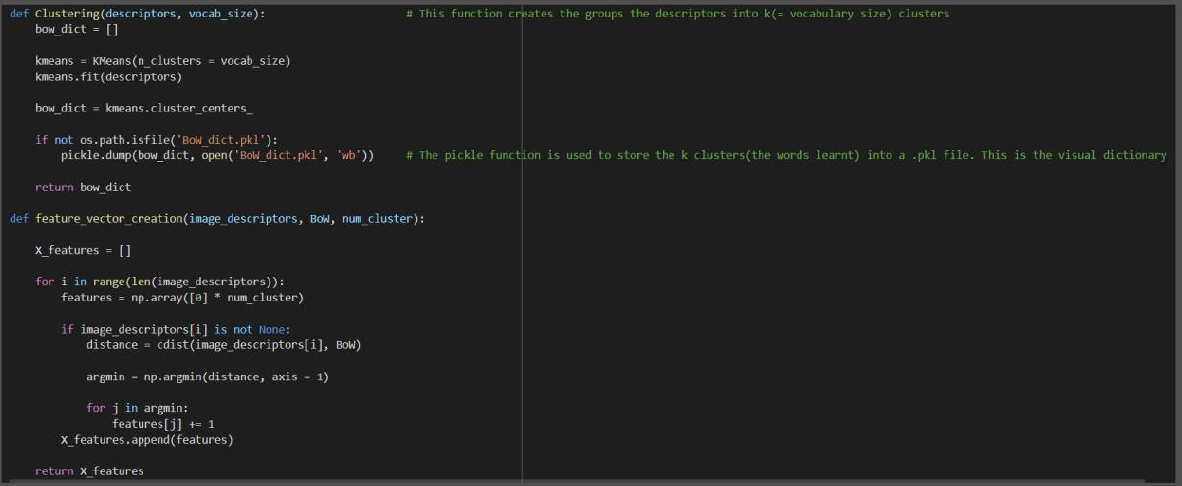 def Clustering(descriptors, vocab_size): # This function creates the groups the descriptors into k(= vocabulary size) clusters
    bow_dict = []

    kmeans = KMeans(n_clusters = vocab_size)
    kmeans.fit(descriptors)

    bow_dict = kmeans.cluster_centers_

    if not os.path.isfile('BoW_dict.pkl'):
        pickle.dump(bow_dict, open('BoW_dict.pkl', 'wb')) # The pickle function is used to store the k clusters(the words learnt) into a .pkl file. This is the visual dictionary

    return bow_dict

def feature_vector_creation(image_descriptors, BoW, num_cluster):

    X_features = []

    for i in range(len(image_descriptors)):
        features = np.array([0] * num_cluster)

        if image_descriptors[i] is not None:
            distance = cdist(image_descriptors[i], BoW)

            argmin = np.argmin(distance, axis = 1)

            for j in argmin:
                features[j] += 1
        X_features.append(features)

    return X_features